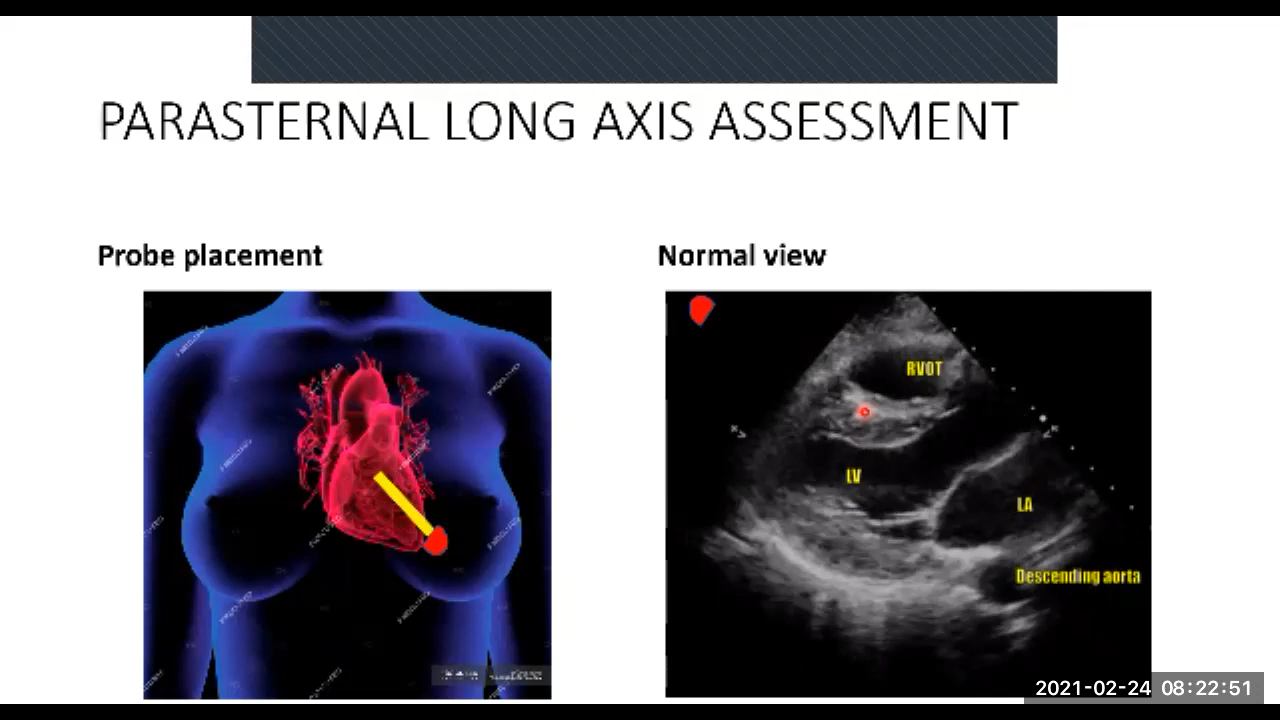 PARASTERNAL LONG AXIS ASSESSMENT
Probe placement
Normal view
RVOT
LV
LA
Descending aorta
2021-02-24 08:22:51